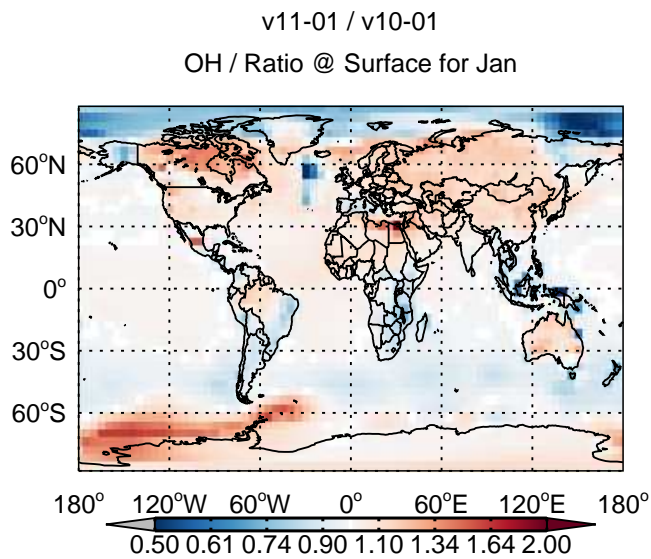 v11-01 / v10-01
OH / Ratio @ Surface for Jan
60°N
30°N
0°
30°S
60°S
180° 120°W 60°W 0° 60°E 120°E 180°
0.50 0.61 0.74 0.90 1.10 1.34 1.64 2.00